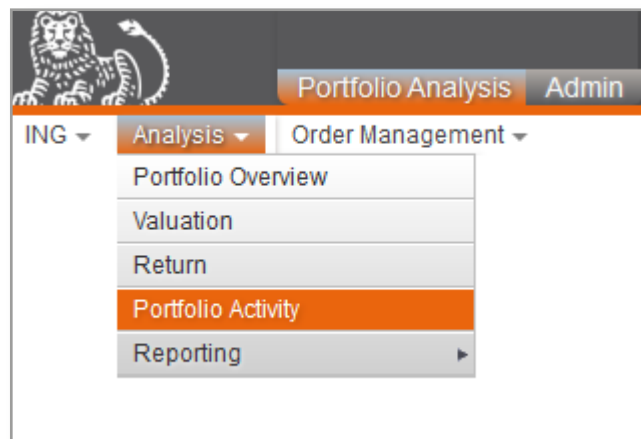 Portfolio Analysis Admin
ING Analysis Order Management
Portfolio Overview
Valuation
Return
Portfolio Activity
Reporting